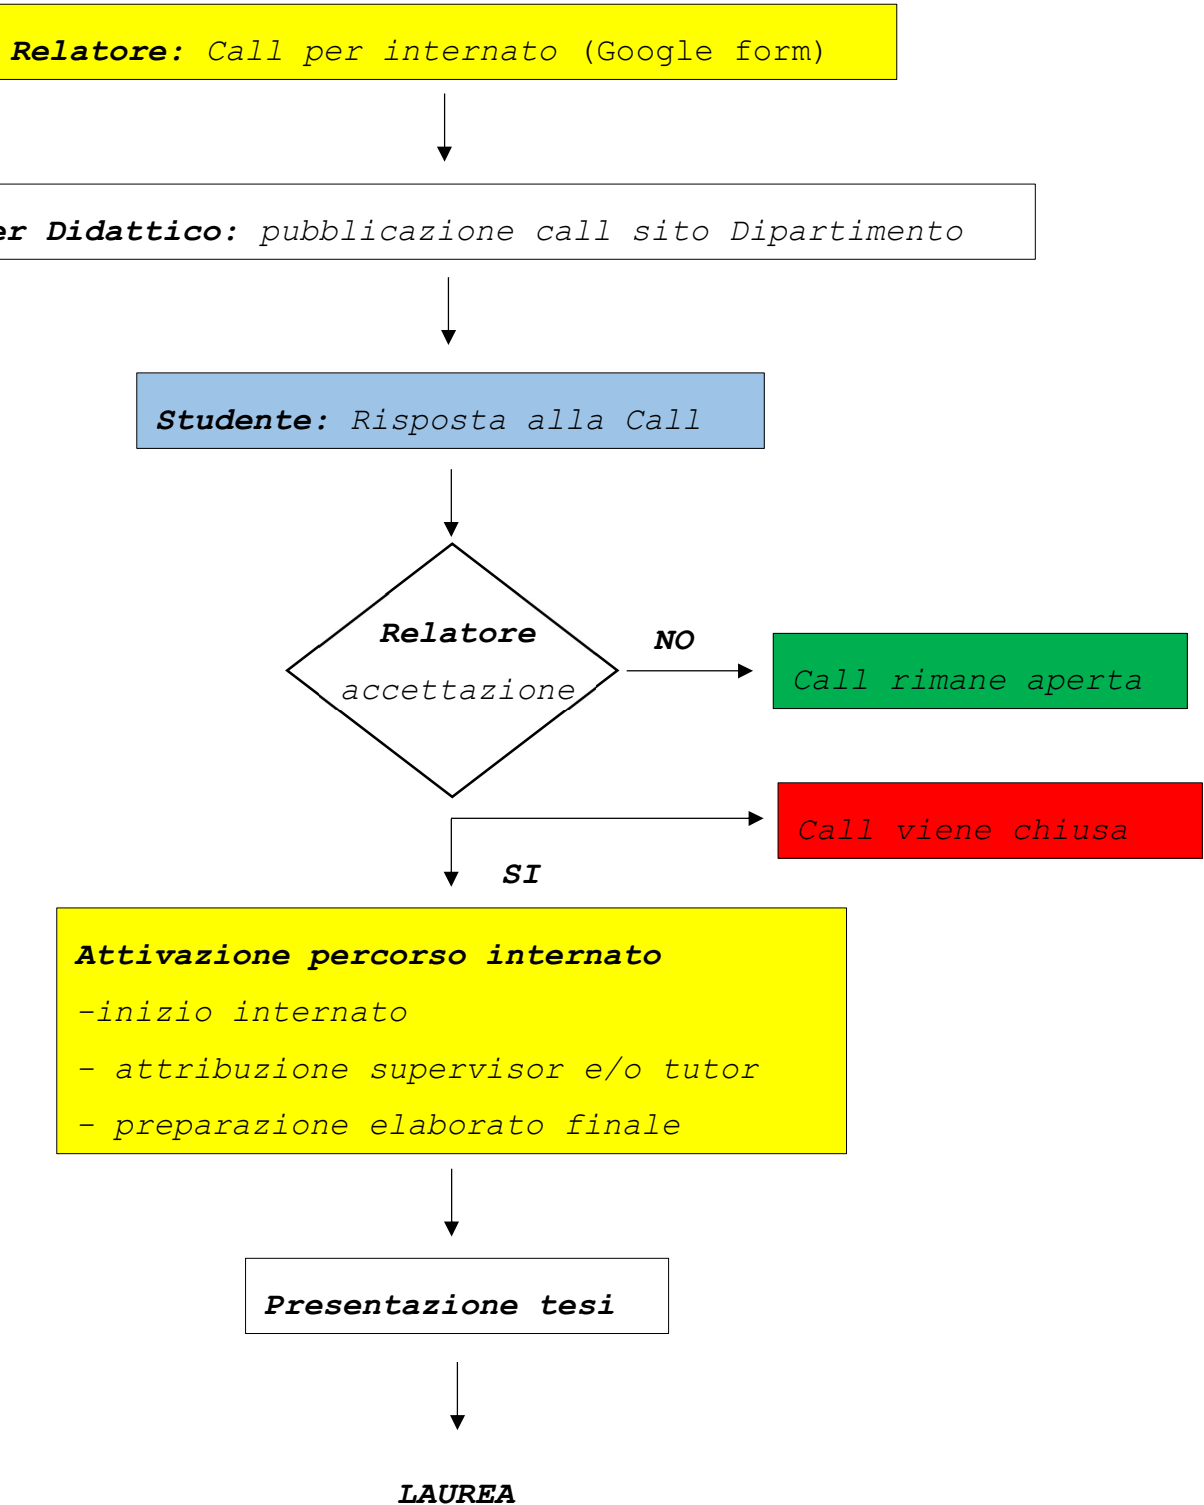 Relatore: Call per internato (Google form)
er Didattico: pubblicazione call sito Dipartimento
Studente: Risposta alla Call
Relatore
accettazione
NO
Call rimane aperta
Call viene chiusa
SI
Attivazione percorso internato
-inizio internato
- attribuzione supervisor e/o tutor
- preparazione elaborato finale
Presentazione tesi
LAUREA